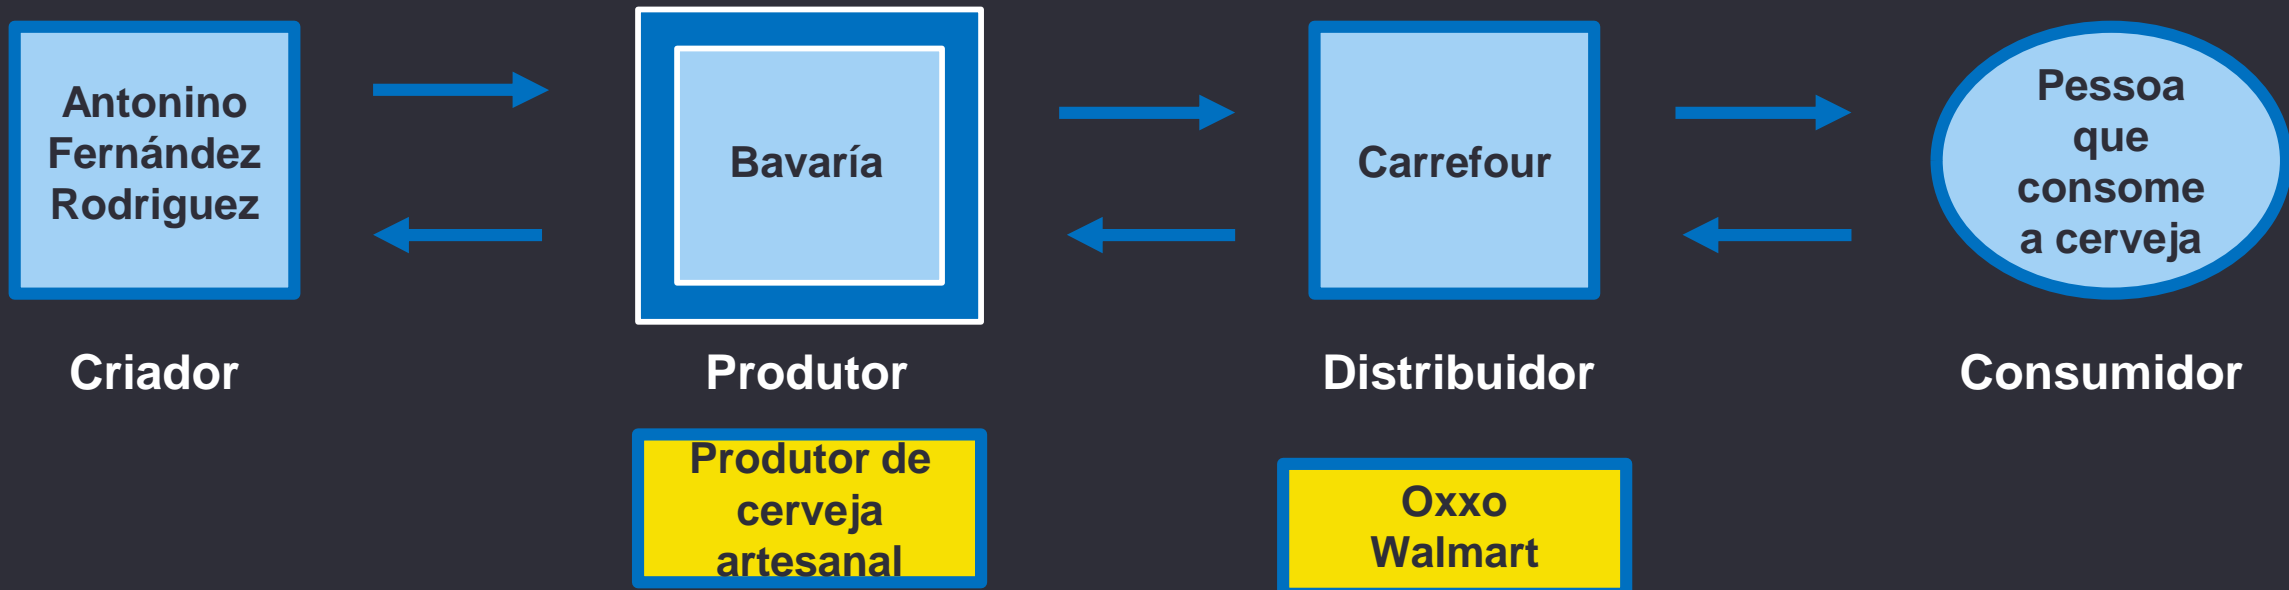 Antonino
Fernández
Rodriguez
Bavaría
Carrefour
Pessoa
que
consome
a cerveja
Criador
Produtor
Distribuidor
Consumidor
Produtor de
cerveja
artesanal
Oxxo
Walmart